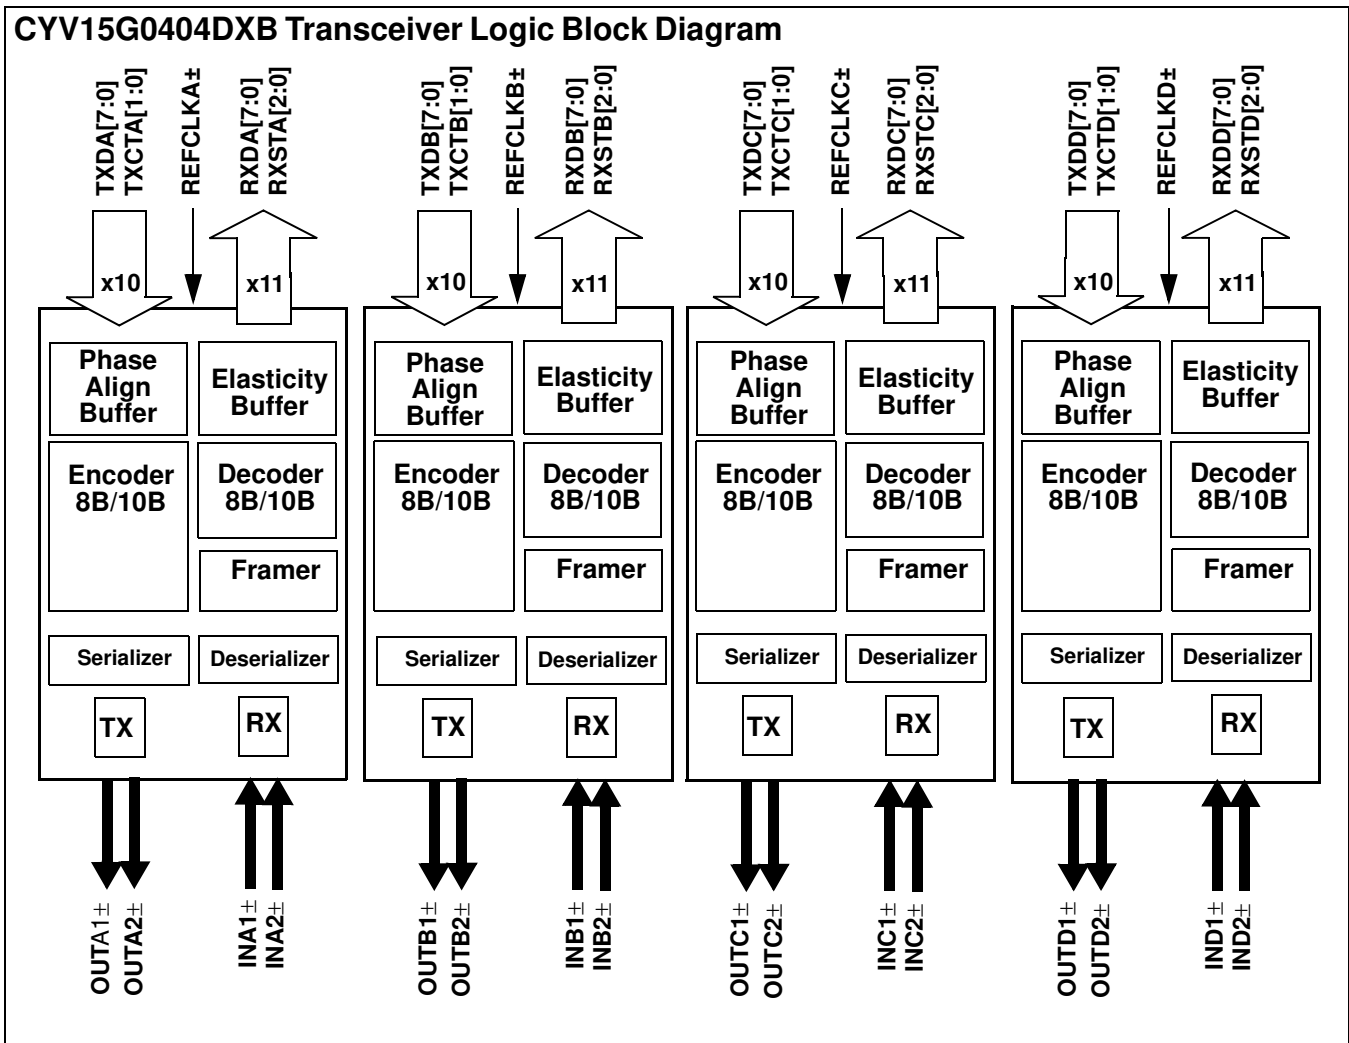 CYV15G0404DXB Transceiver Logic Block Diagram
TXDA[7:0]
TXCTA[1:0]
REFCLKA±
RXDA[7:0]
RXSTA[2:0]
TXDB[7:0]
TXCTB[1:0]
REFCLKB±
RXDB[7:0]
RXSTB[2:0]
TXDC[7:0]
TXCTC[1:0]
REFCLKC±
RXDC[7:0]
RXSTC[2:0]
TXDD[7:0]
TXCTD[1:0]
REFCLKD±
RXDD[7:0]
RXSTD[2:0]
x10
x11
x10
x11
x10
x11
x10
x11
Phase
Align
Buffer
Elasticity
Buffer
Encoder
8B/10B
Decoder
8B/10B
Framer
Serializer
Deserializer
TX
RX
Phase
Align
Buffer
Elasticity
Buffer
Encoder
8B/10B
Decoder
8B/10B
Framer
Serializer
Deserializer
TX
RX
Phase
Align
Buffer
Elasticity
Buffer
Encoder
8B/10B
Decoder
8B/10B
Framer
Serializer
Deserializer
TX
RX
Phase
Align
Buffer
Elasticity
Buffer
Encoder
8B/10B
Decoder
8B/10B
Framer
Serializer
Deserializer
TX
RX
OUTA1±
OUTA2±
INA1±
INA2±
OUTB1±
OUTB2±
INB1±
INB2±
OUTC1±
OUTC2±
INC1±
INC2±
OUTD1±
OUTD2±
IND1±
IND2±